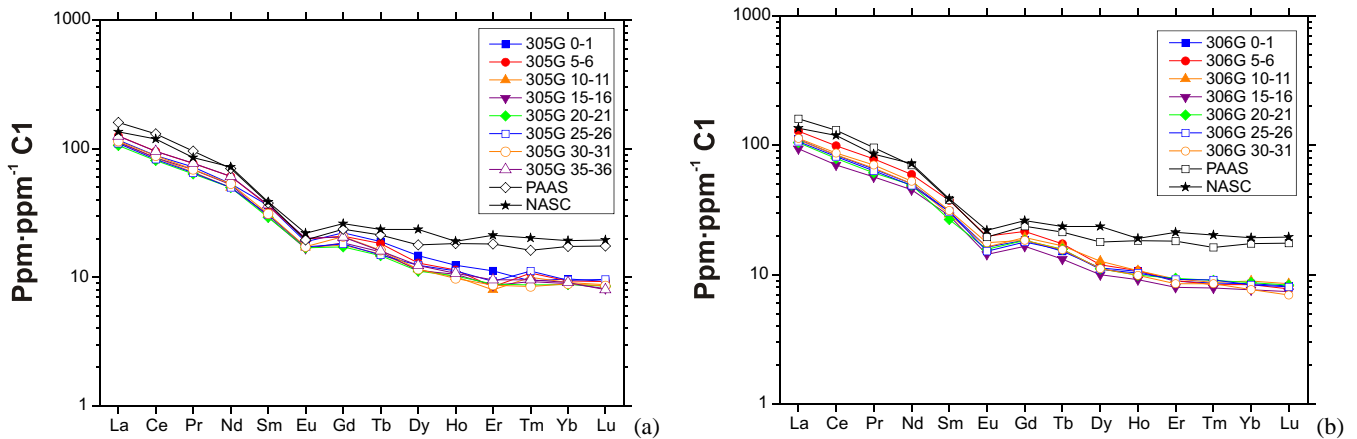 Ppm·ppm⁻¹ C1
1000
100
10
1
305G 0-1
305G 5-6
305G 10-11
305G 15-16
305G 20-21
305G 25-26
305G 30-31
305G 35-36
PAAS
NASC
La Ce Pr Nd Sm Eu Gd Tb Dy Ho Er Tm Yb Lu
(a)
Ppm·ppm⁻¹ C1
1000
100
10
1
306G 0-1
306G 5-6
306G 10-11
306G 15-16
306G 20-21
306G 25-26
306G 30-31
PAAS
NASC
La Ce Pr Nd Sm Eu Gd Tb Dy Ho Er Tm Yb Lu
(b)